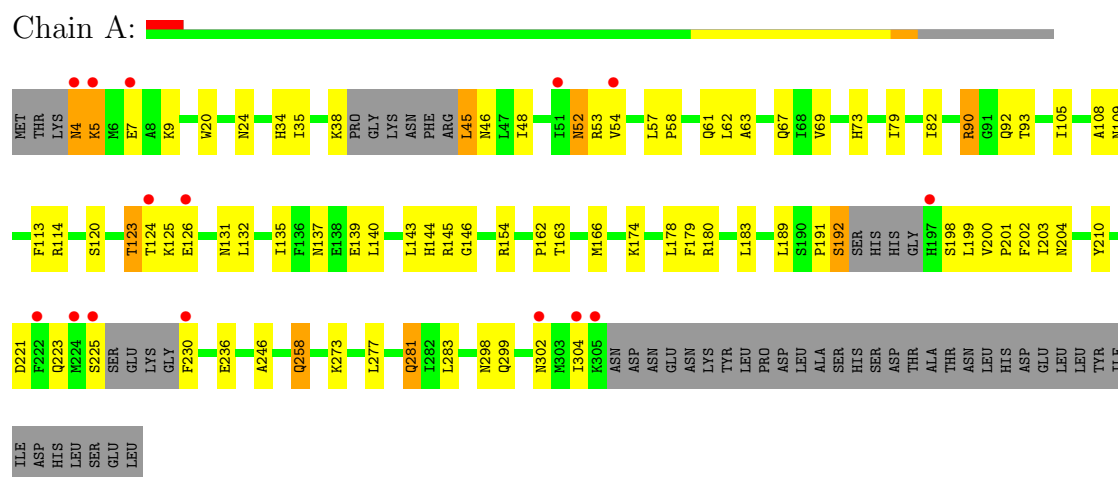 Chain A:
MET THR LYS N4 K5 M6 E7 A8 K9 W20 N24 H34 I35 K38 PRO GLY LYS ASN PHE ARG L45 N46 L47 I48 I51 N52 R53 V54 L57 P58 Q61 L62 A63 Q67 I68 V69 H73 I79 I82 R90 G91 Q92 T93 I105 A108 N109
F113 R114 S120 T123 T124 K125 E126 N131 L132 I135 F136 N137 E138 E139 L140 L143 H144 R145 G146 R154 P162 T163 M166 K174 L178 F179 R180 L183 L189 S190 P191 S192 SER HIS HIS GLY H197 S198 L199 V200 P201 F202 I203 N204 Y210
D221 F222 Q223 M224 S225 SER GLU LYS GLY F230 E236 A246 Q258 K273 L277 Q281 I282 L283 N298 Q299 N302 M303 I304 K305 ASN ASP ASN GLU ASN LYS TYR LEU PRO ASP LEU ALA SER HIS SER ASP THR ALA THR ASN LEU HIS ASP GLU LEU LEU TYR ILE
ILE ASP HIS LEU SER GLU LEU